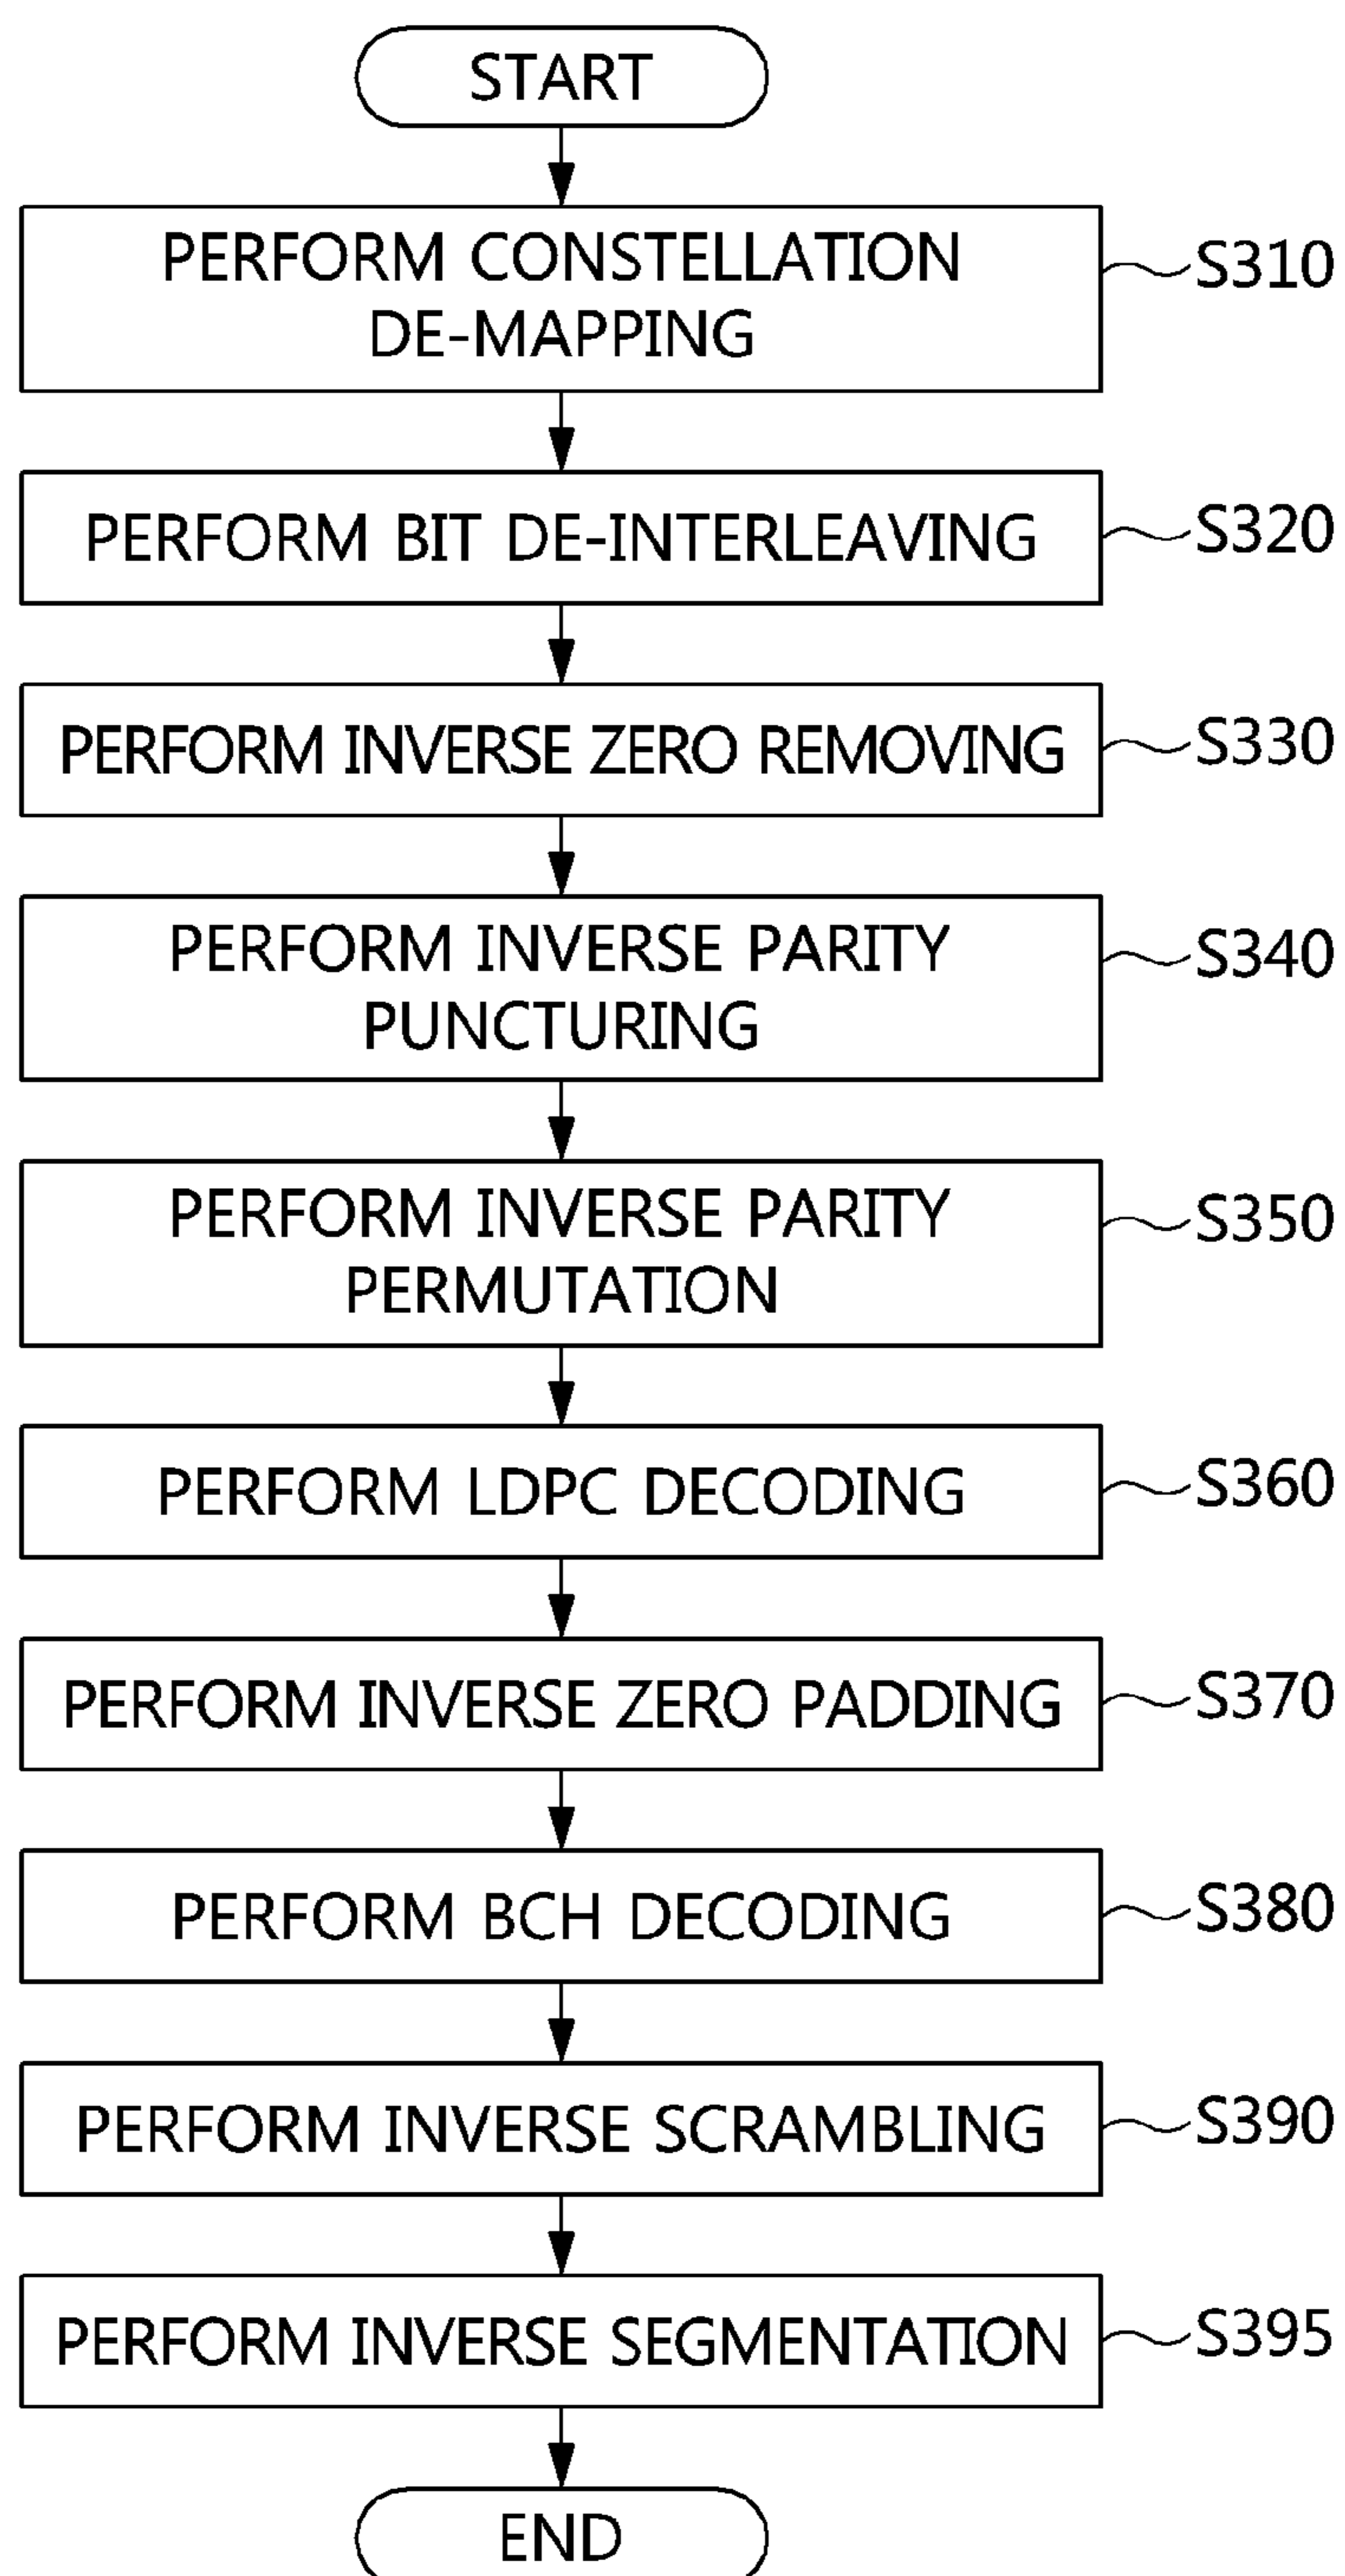 START
PERFORM CONSTELLATION
DE-MAPPING
S310
PERFORM BIT DE-INTERLEAVING
S320
PERFORM INVERSE ZERO REMOVING
S330
PERFORM INVERSE PARITY
PUNCTURING
S340
PERFORM INVERSE PARITY
PERMUTATION
S350
PERFORM LDPC DECODING
S360
PERFORM INVERSE ZERO PADDING
S370
PERFORM BCH DECODING
S380
PERFORM INVERSE SCRAMBLING
S390
PERFORM INVERSE SEGMENTATION
S395
END